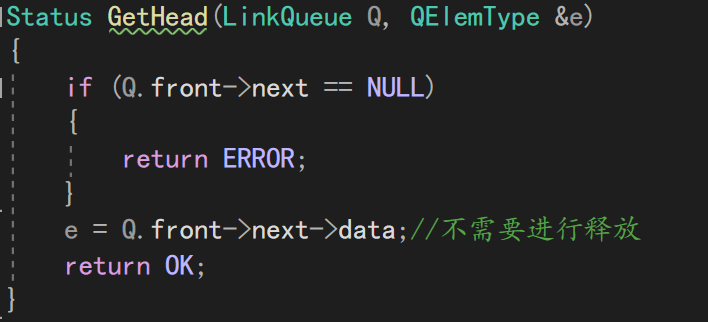 Status GetHead(LinkQueue Q, QElemType &e)
{
if (Q.front->next == NULL)
{
return ERROR;
}
e = Q.front->next->data;//不需要进行释放
return OK;
}